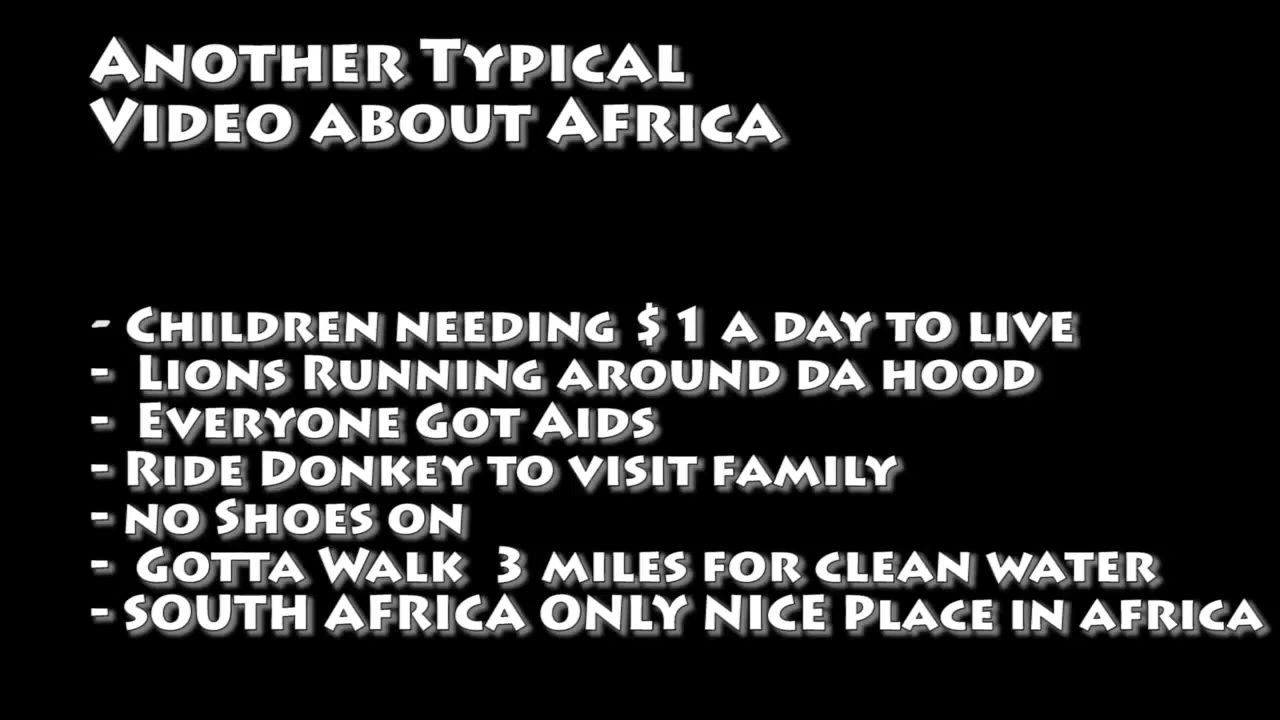 Another Typical
Video about Africa
- Children needing $1 a day to live
- Lions Running around da hood
- Everyone Got Aids
- Ride Donkey to visit family
- no Shoes on
- Gotta Walk 3 miles for clean water
- SOUTH AFRICA ONLY NICE Place in africa